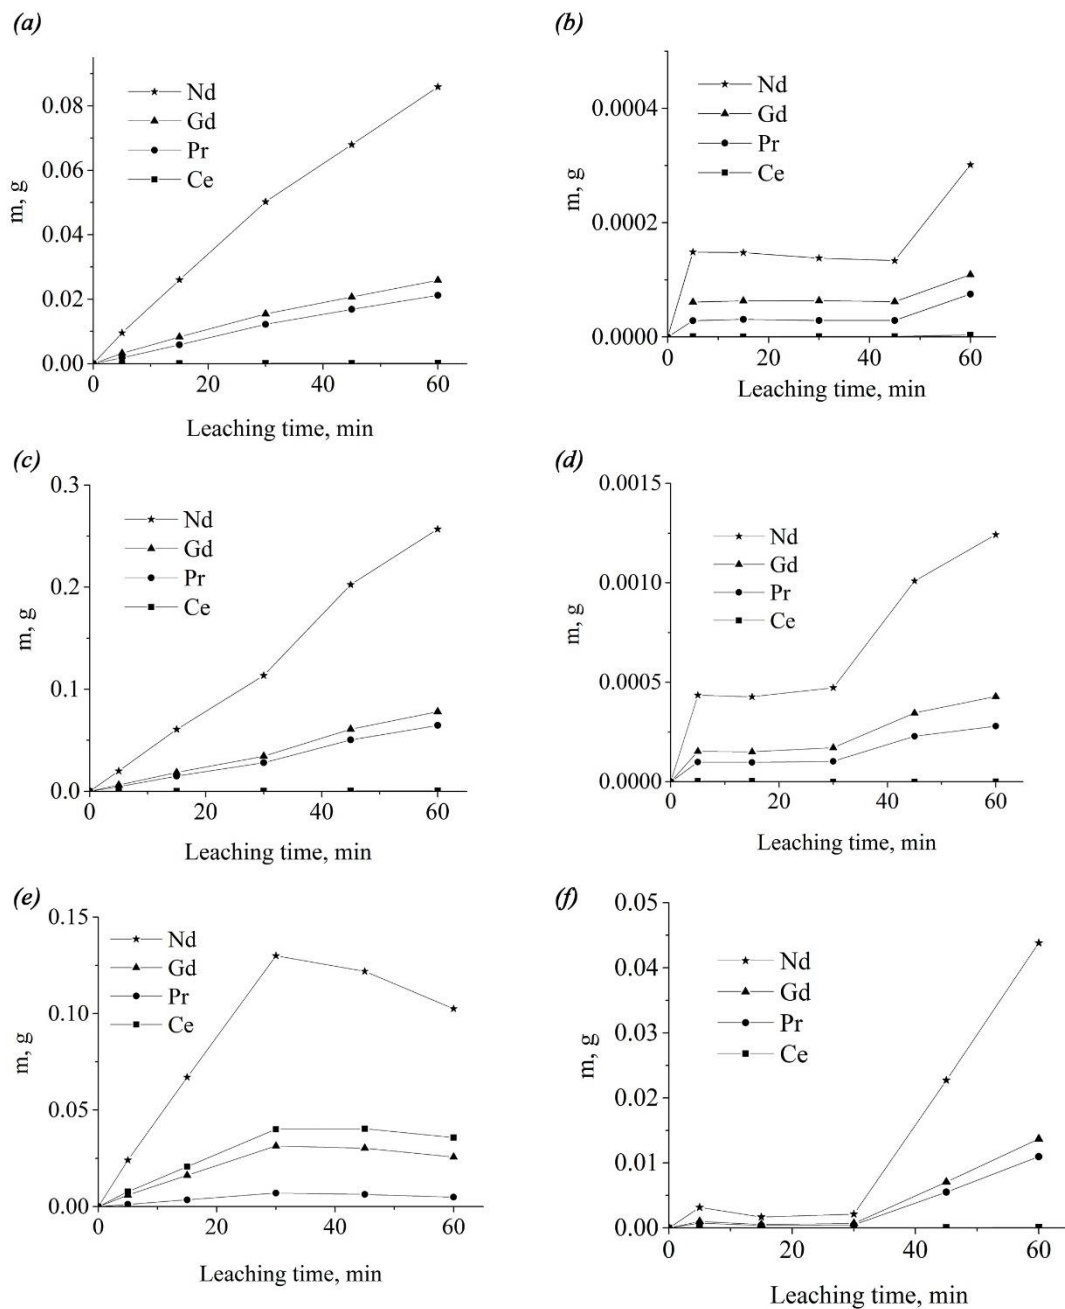 (a)
0.08
0.06
0.04
0.02
0.00
m, g
Nd
Gd
Pr
Ce
0 20 40 60
Leaching time, min
(b)
0.0004
0.0002
0.0000
m, g
Nd
Gd
Pr
Ce
0 20 40 60
Leaching time, min
(c)
0.3
0.2
0.1
0.0
m, g
Nd
Gd
Pr
Ce
0 20 40 60
Leaching time, min
(d)
0.0015
0.0010
0.0005
0.0000
m, g
Nd
Gd
Pr
Ce
0 20 40 60
Leaching time, min
(e)
0.15
0.10
0.05
0.00
m, g
Nd
Gd
Pr
Ce
0 20 40 60
Leaching time, min
(f)
0.05
0.04
0.03
0.02
0.01
0.00
m, g
Nd
Gd
Pr
Ce
0 20 40 60
Leaching time, min